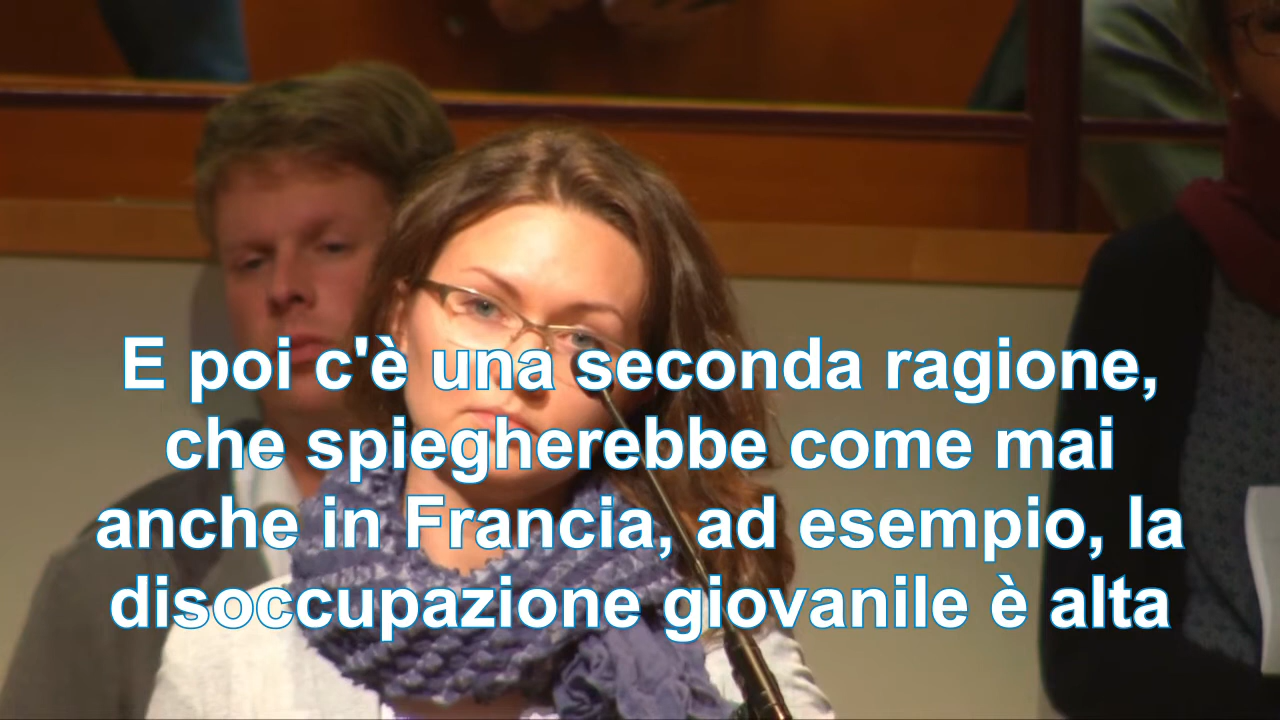 E poi c'è una seconda ragione,
che spiegherebbe come mai
anche in Francia, ad esempio, la
disoccupazione giovanile è alta